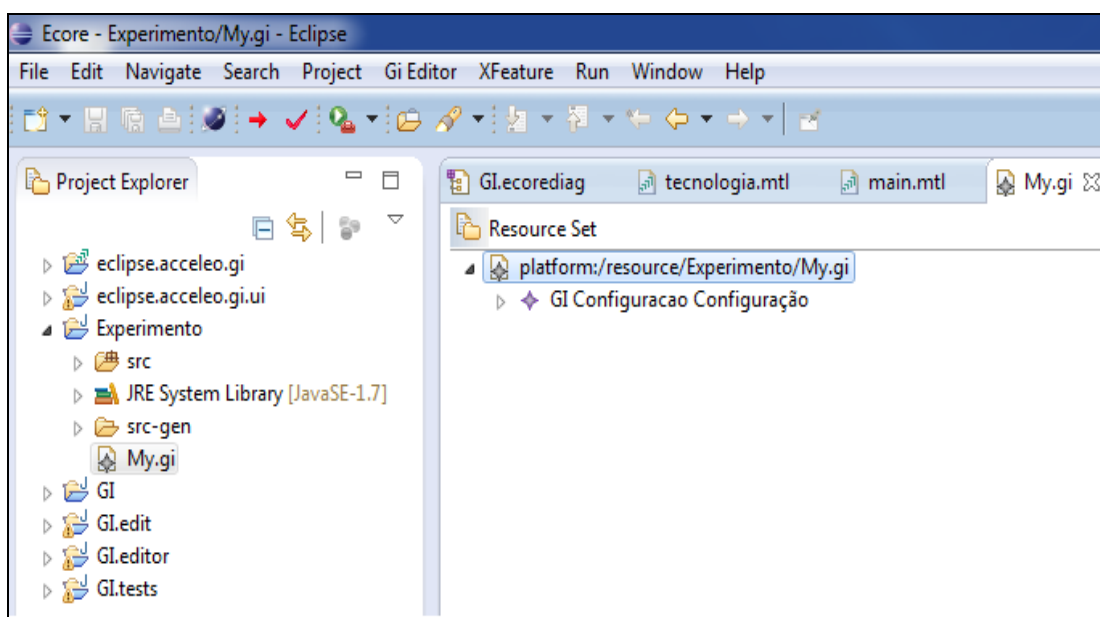 Ecore - Experimento/My.gi - Eclipse
File Edit Navigate Search Project Gi Editor XFeature Run Window Help
Project Explorer
eclipse.acceleo.gi
eclipse.acceleo.gi.ui
Experimento
src
JRE System Library [JavaSE-1.7]
src-gen
My.gi
GI
GI.edit
GI.editor
GI.tests
GI.ecorediag tecnologia.mtl main.mtl My.gi
Resource Set
platform:/resource/Experimento/My.gi
GI Configuracao Configuração